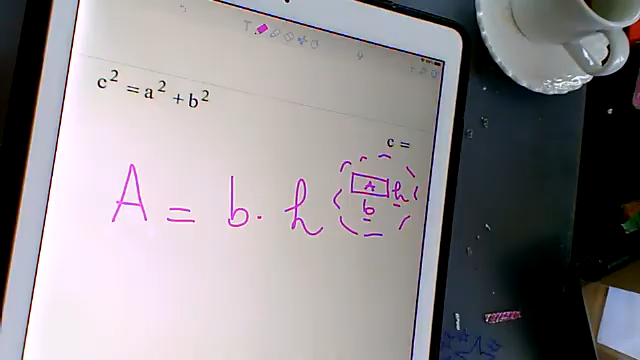 c² = a² + b²
c =
A = b · h
A h
b